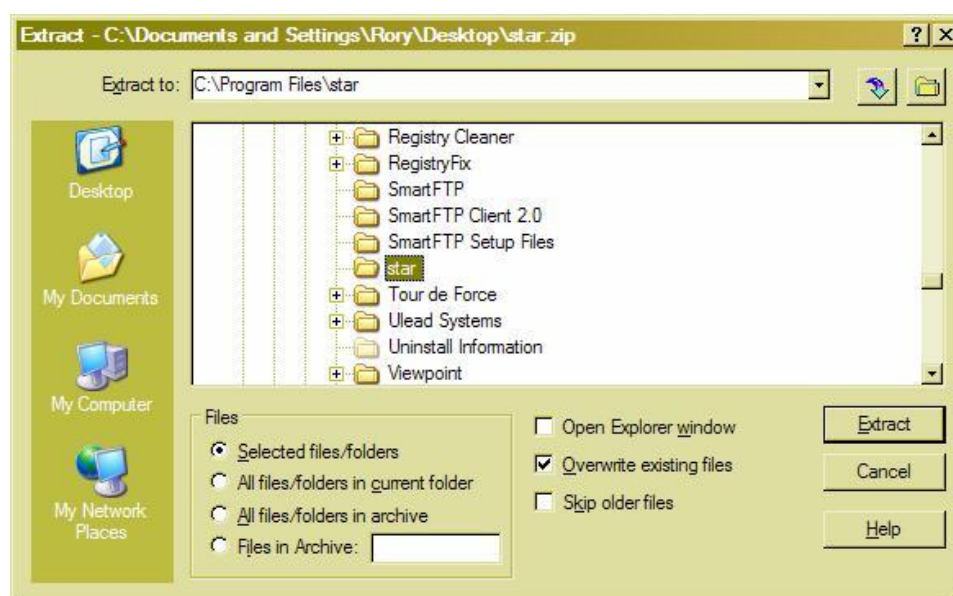 Extract - C:\Documents and Settings\Rory\Desktop\star.zip
Extract to: C:\Program Files\star
Desktop
My Documents
My Computer
My Network
Places
Registry Cleaner
RegistryFix
SmartFTP
SmartFTP Client 2.0
SmartFTP Setup Files
star
Tour de Force
Ulead Systems
Uninstall Information
Viewpoint
Files
Selected files/folders
All files/folders in current folder
All files/folders in archive
Files in Archive:
Open Explorer window
Overwrite existing files
Skip older files
Extract
Cancel
Help